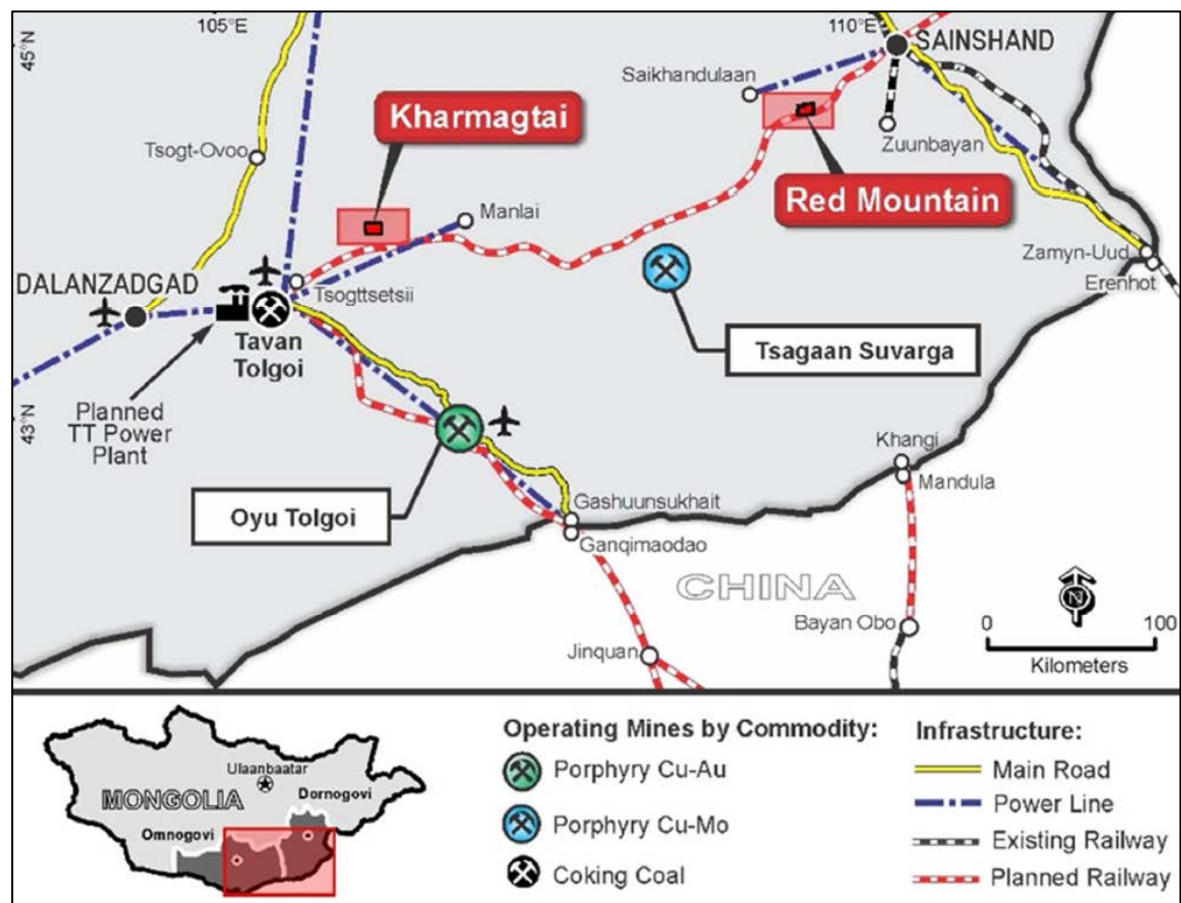 105°E
110°E
45°N
SAINSHAND
Saikhandulaan
Kharmagtai
Tsogt-Ovoo
Zuunbayan
Red Mountain
Manlai
Zamyn-Uud
Erenhot
DALANZADGAD
Tsogttsetsii
Tavan
Tolgoi
Tsagaan Suvarga
Planned
TT Power
Plant
43°N
Khangi
Mandula
Oyu Tolgoi
Gashuunsukhait
Ganqimaodao
CHINA
Bayan Obo
Jinquan
N
0
100
Kilometers
Ulaanbaatar
MONGOLIA
Dornogovi
Omnogovi
Operating Mines by Commodity:
Porphyry Cu-Au
Porphyry Cu-Mo
Coking Coal
Infrastructure:
Main Road
Power Line
Existing Railway
Planned Railway